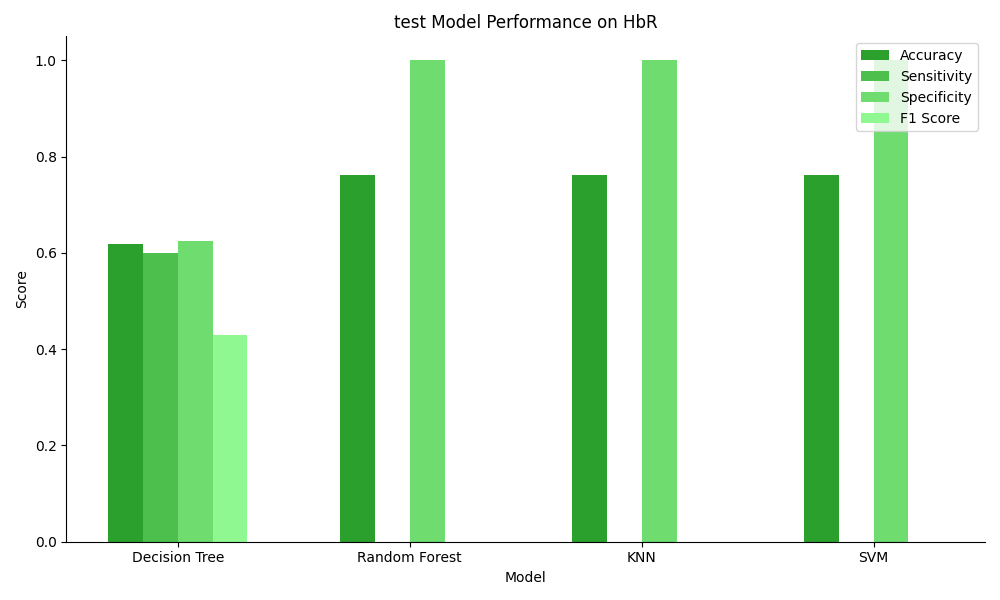 test Model Performance on HbR
Accuracy
Sensitivity
Specificity
F1 Score
1.0
0.8
0.6
0.4
0.2
0.0
Score
Decision Tree
Random Forest
KNN
SVM
Model